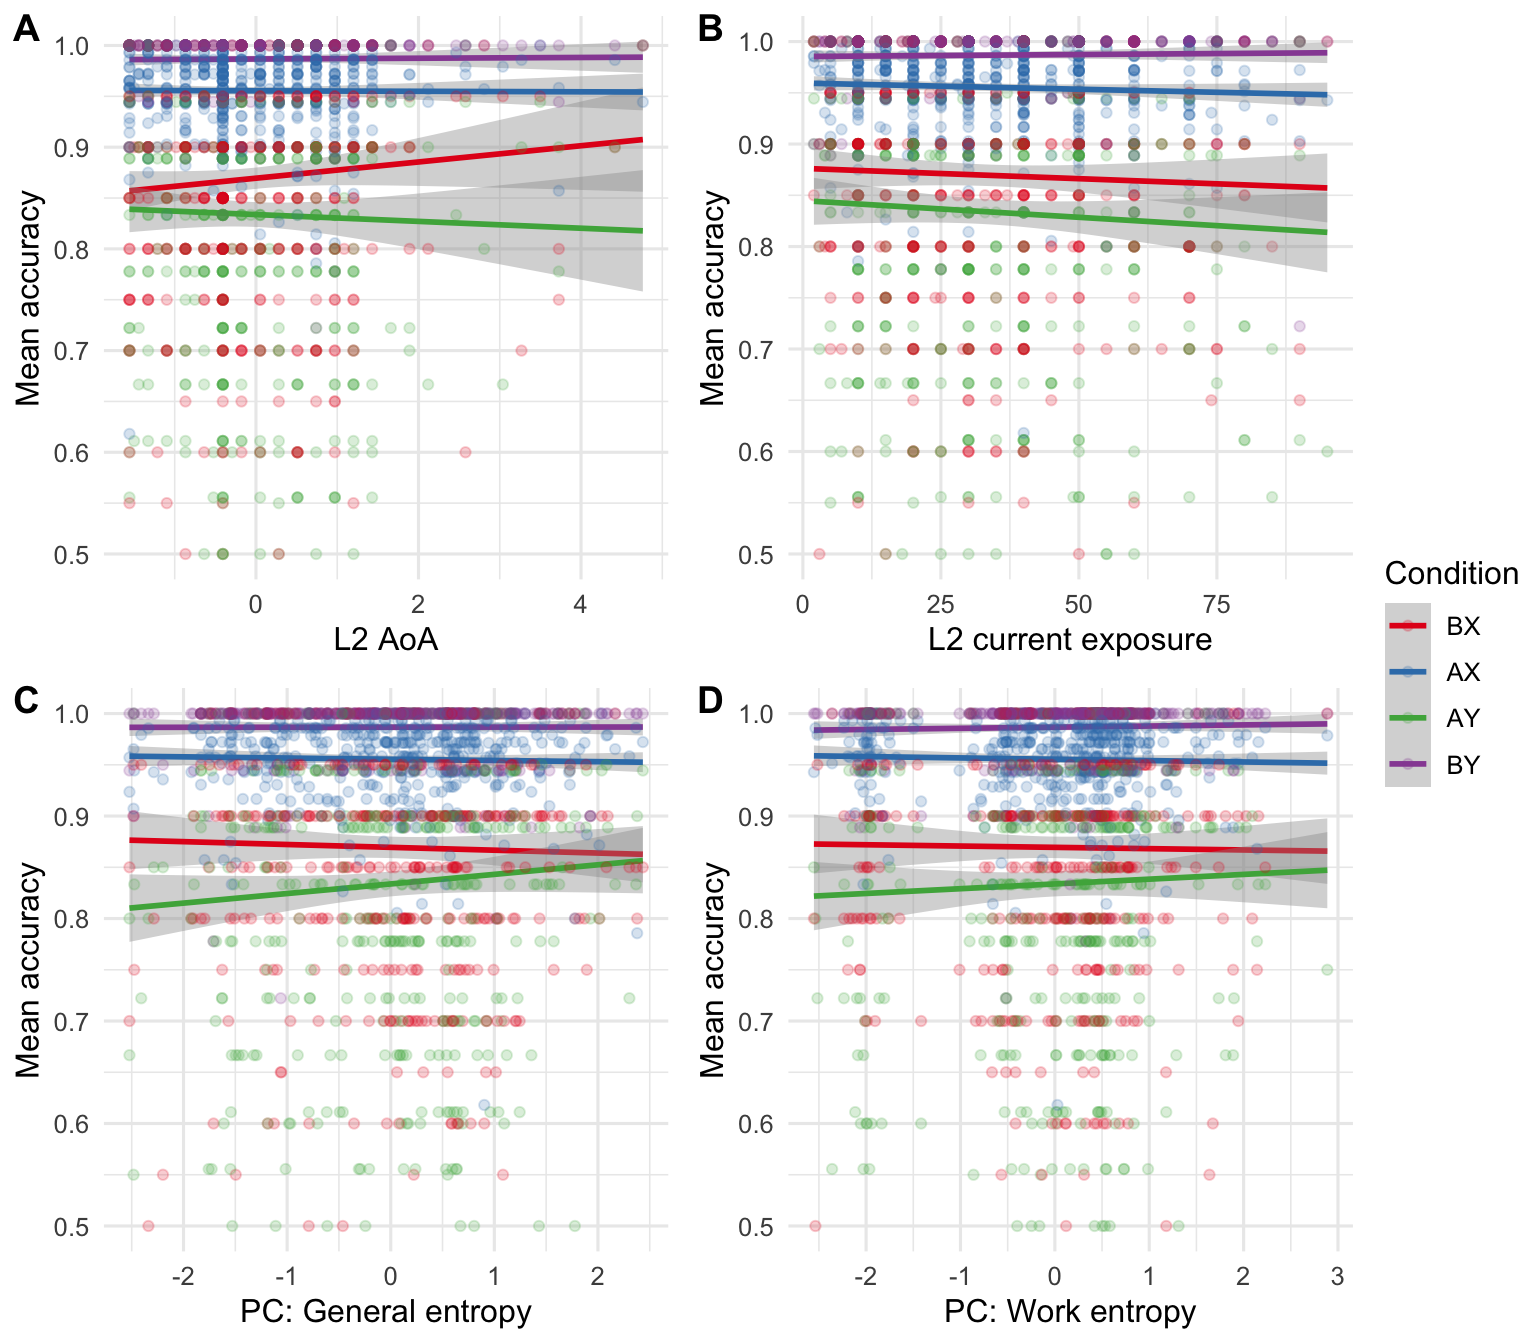 A
1.0
0.9
0.8
0.7
0.6
0.5
Mean accuracy
0 2 4
L2 AoA
B
1.0
0.9
0.8
0.7
0.6
0.5
Mean accuracy
0 25 50 75
L2 current exposure
C
1.0
0.9
0.8
0.7
0.6
0.5
Mean accuracy
-2 -1 0 1 2
PC: General entropy
D
1.0
0.9
0.8
0.7
0.6
0.5
Mean accuracy
-2 -1 0 1 2 3
PC: Work entropy
Condition
BX
AX
AY
BY